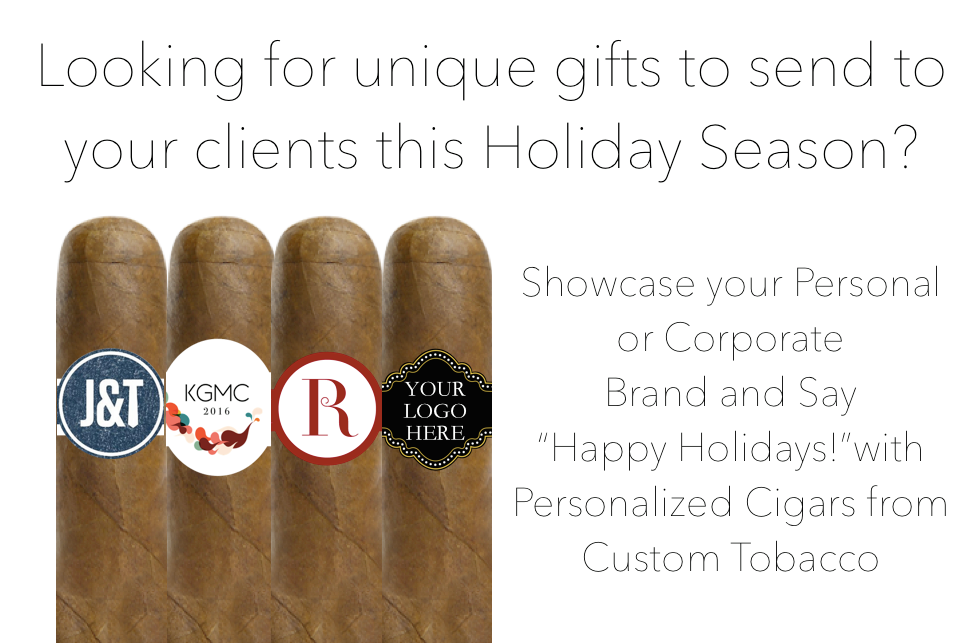 Looking for unique gifts to send to
your clients this Holiday Season?
Showcase your Personal
or Corporate
Brand and Say
“Happy Holidays!”with
Personalized Cigars from
Custom Tobacco
J&T
KGMC
2016
R
YOUR
LOGO
HERE